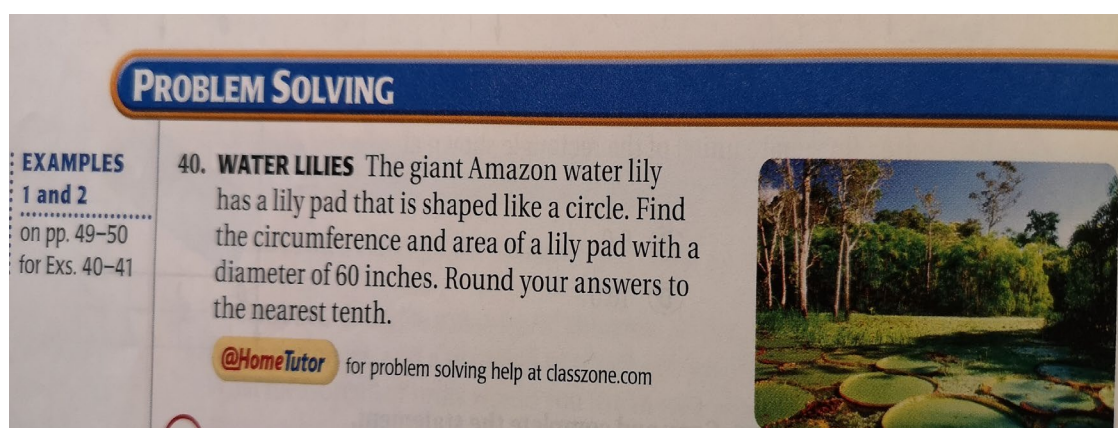 PROBLEM SOLVING
EXAMPLES
1 and 2
on pp. 49–50
for Exs. 40–41
40. WATER LILIES The giant Amazon water lily
has a lily pad that is shaped like a circle. Find
the circumference and area of a lily pad with a
diameter of 60 inches. Round your answers to
the nearest tenth.
@HomeTutor for problem solving help at classzone.com